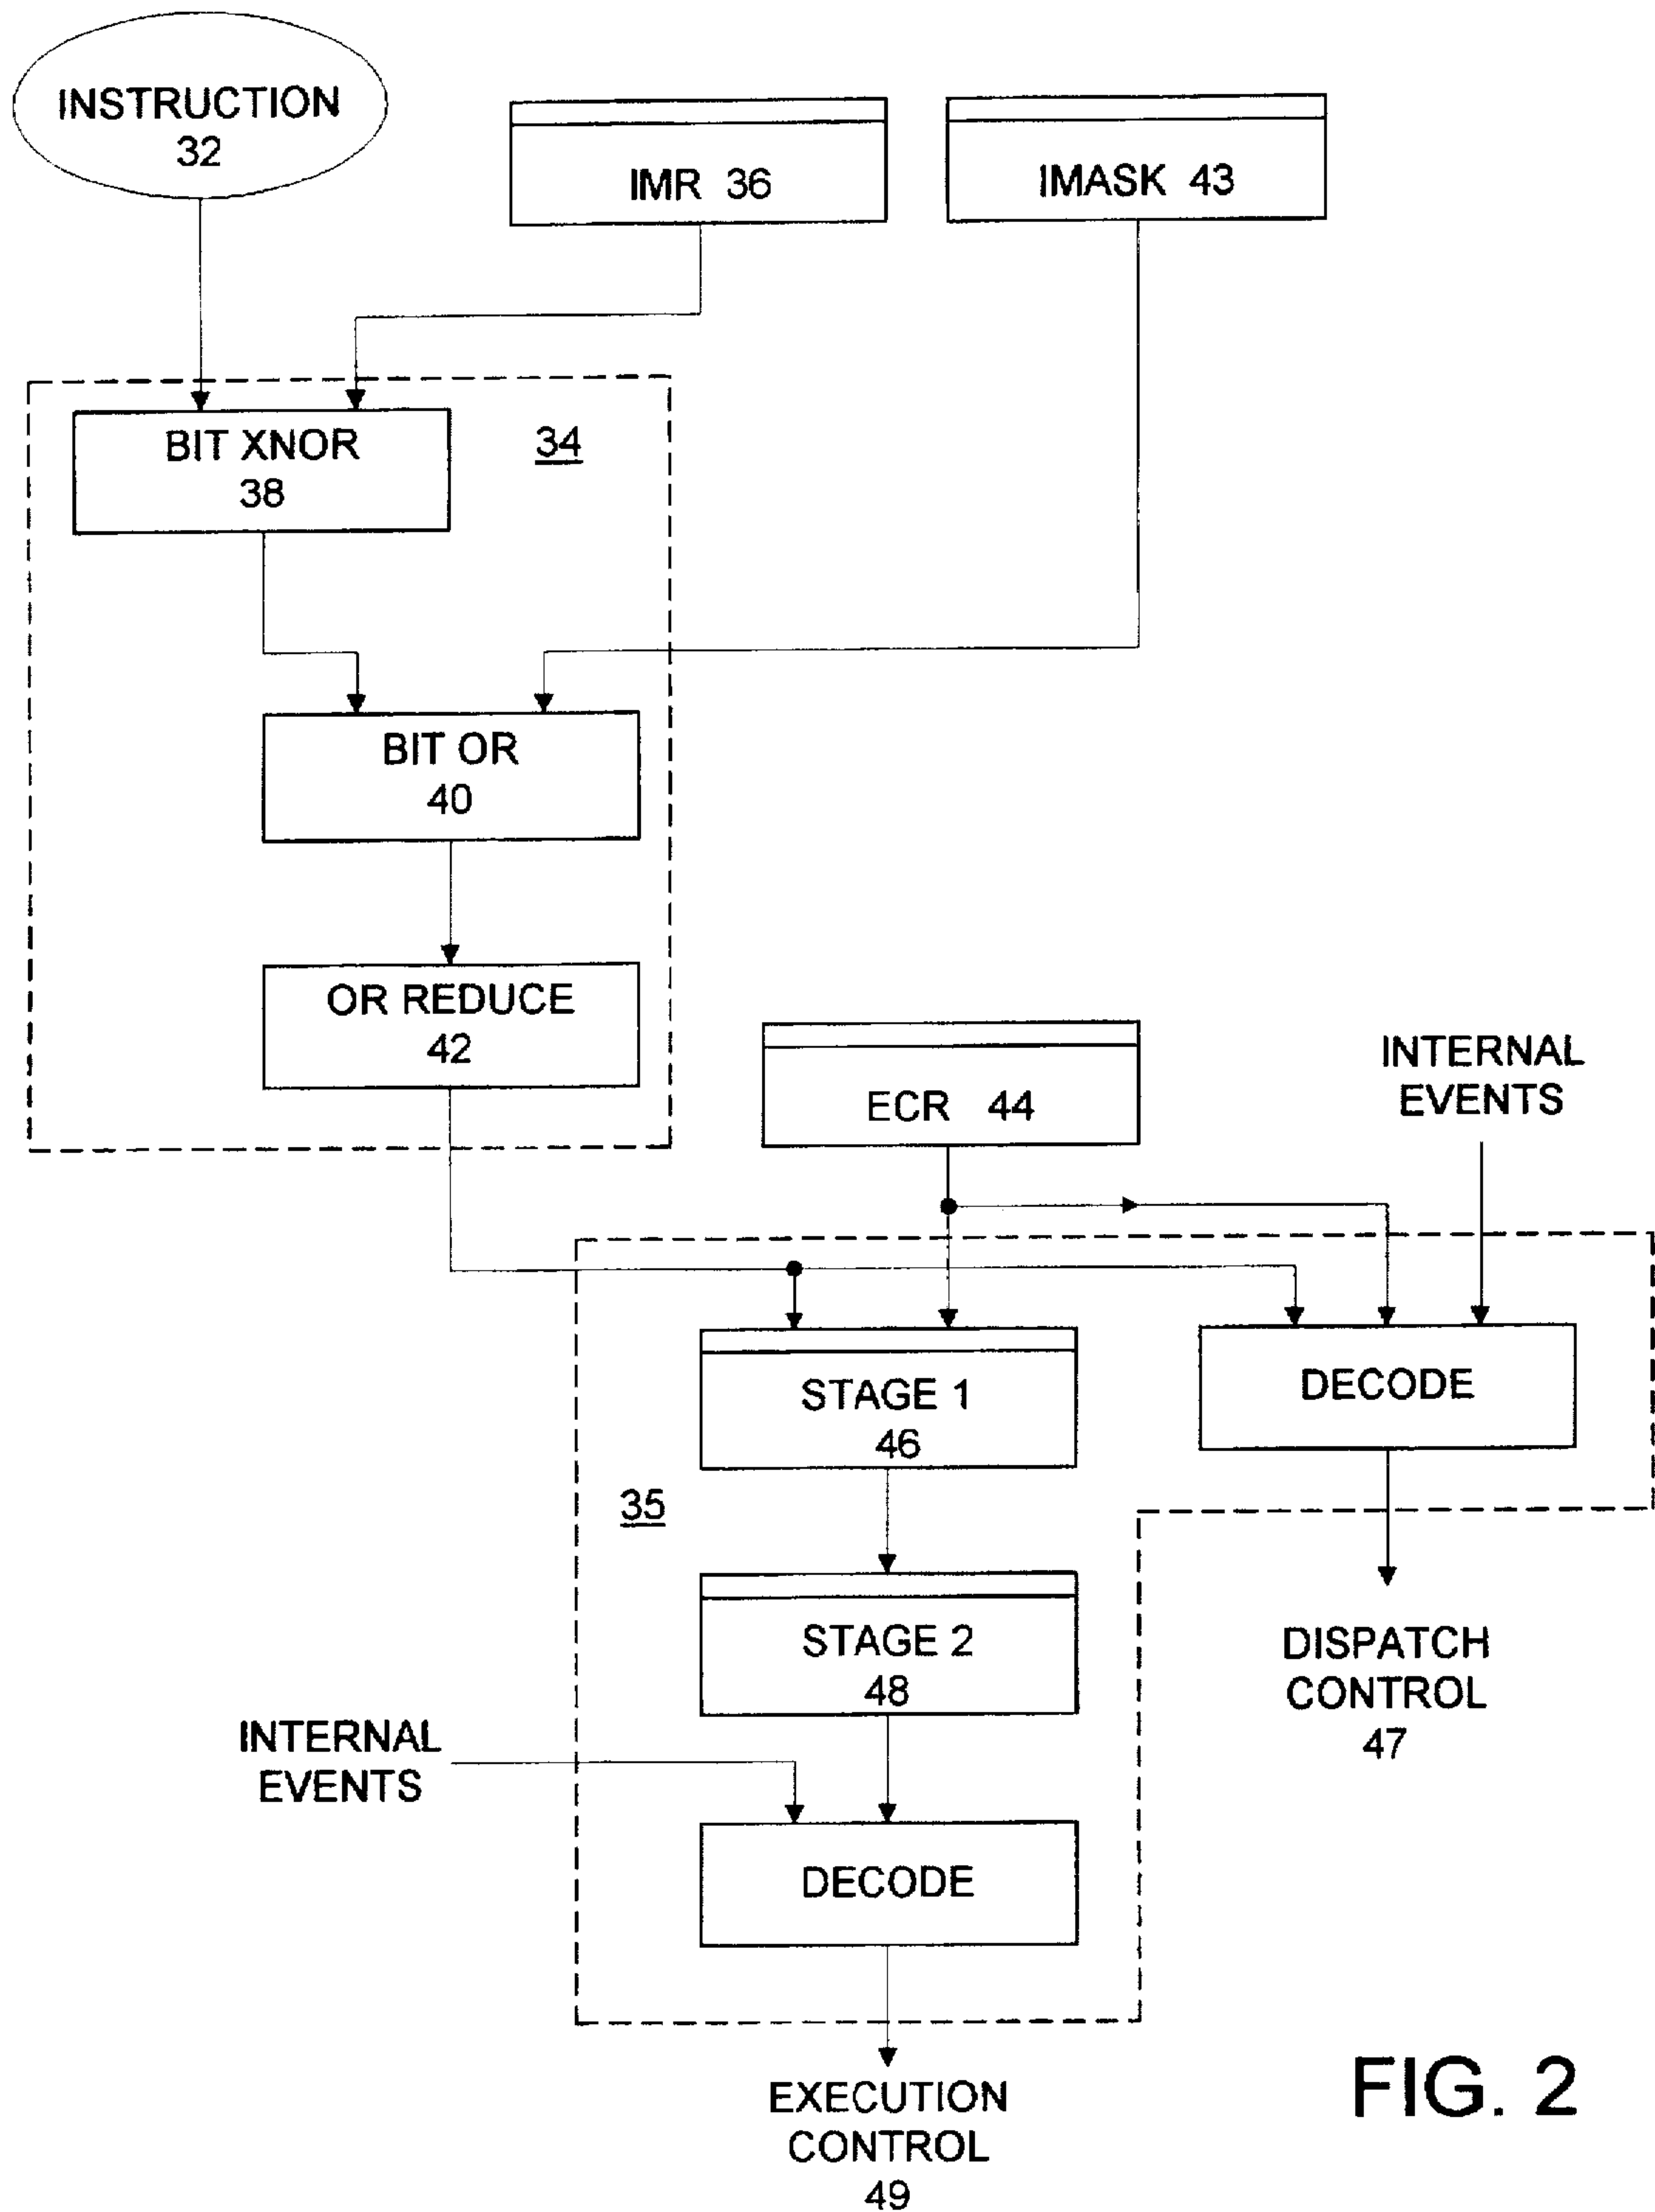 INSTRUCTION
32
IMR 36
IMASK 43
BIT XNOR
38
34
BIT OR
40
OR REDUCE
42
ECR 44
INTERNAL
EVENTS
STAGE 1
46
DECODE
35
STAGE 2
48
DISPATCH
CONTROL
47
INTERNAL
EVENTS
DECODE
EXECUTION
CONTROL
49
FIG. 2